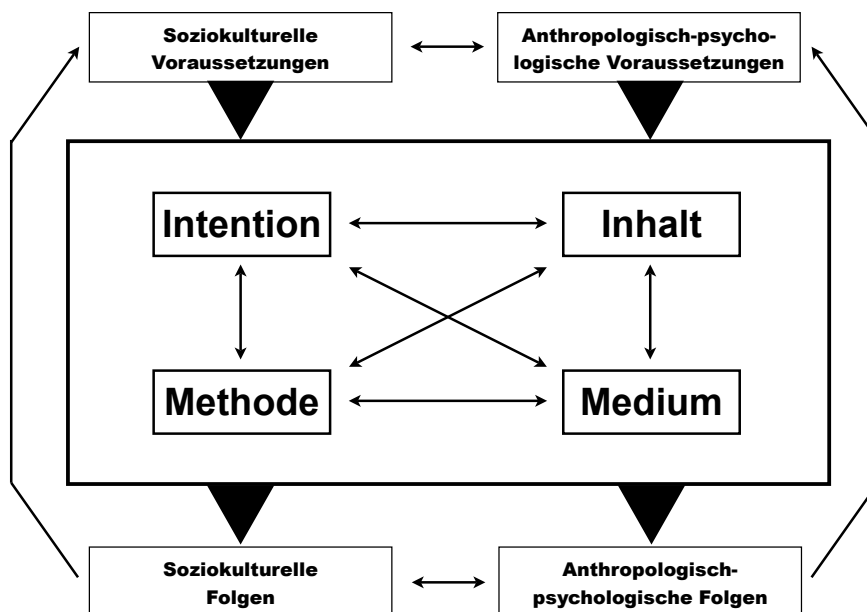 Soziokulturelle
Voraussetzungen
Anthropologisch-psycho-
logische Voraussetzungen
Intention
Inhalt
Methode
Medium
Soziokulturelle
Folgen
Anthropologisch-
psychologische Folgen